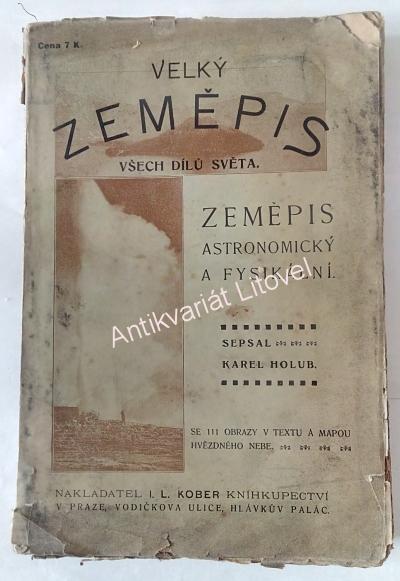 Cena 7 K.
VELKÝ
ZEMĚPIS
VŠECH DÍLŮ SVĚTA.
ZEMĚPIS
ASTRONOMICKÝ
A FYSIKÁLNÍ.
Antikvariát Litovel
SEPSAL
KAREL HOLUB.
SE 111 OBRAZY V TEXTU A MAPOU
HVĚZDNÉHO NEBE.
NAKLADATEL I. L. KOBER KNÍHKUPECTVÍ
V PRAZE, VODIČKOVA ULICE, HLÁVKŮV PALÁC.